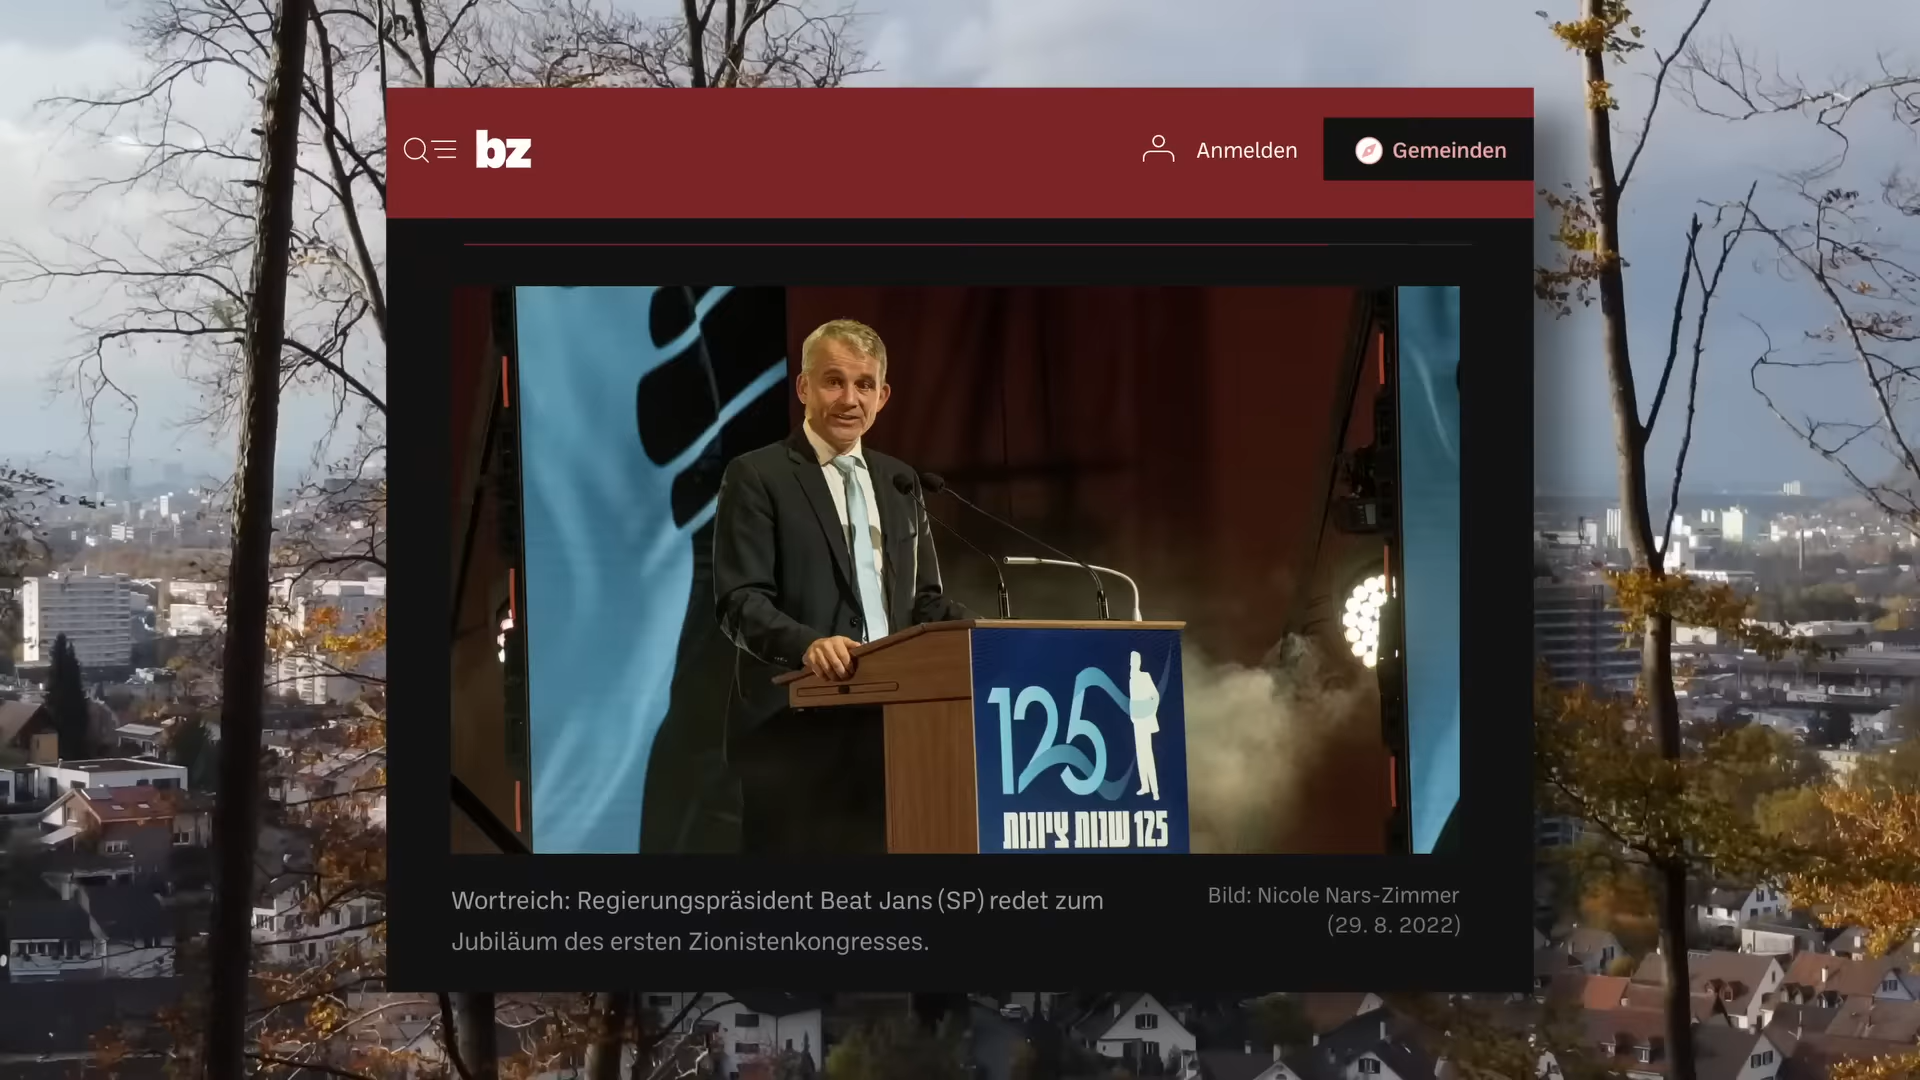 bz
Anmelden
Gemeinden
125
125 שנות ציונות
Wortreich: Regierungspräsident Beat Jans (SP) redet zum
Jubiläum des ersten Zionistenkongresses.
Bild: Nicole Nars-Zimmer
(29. 8. 2022)